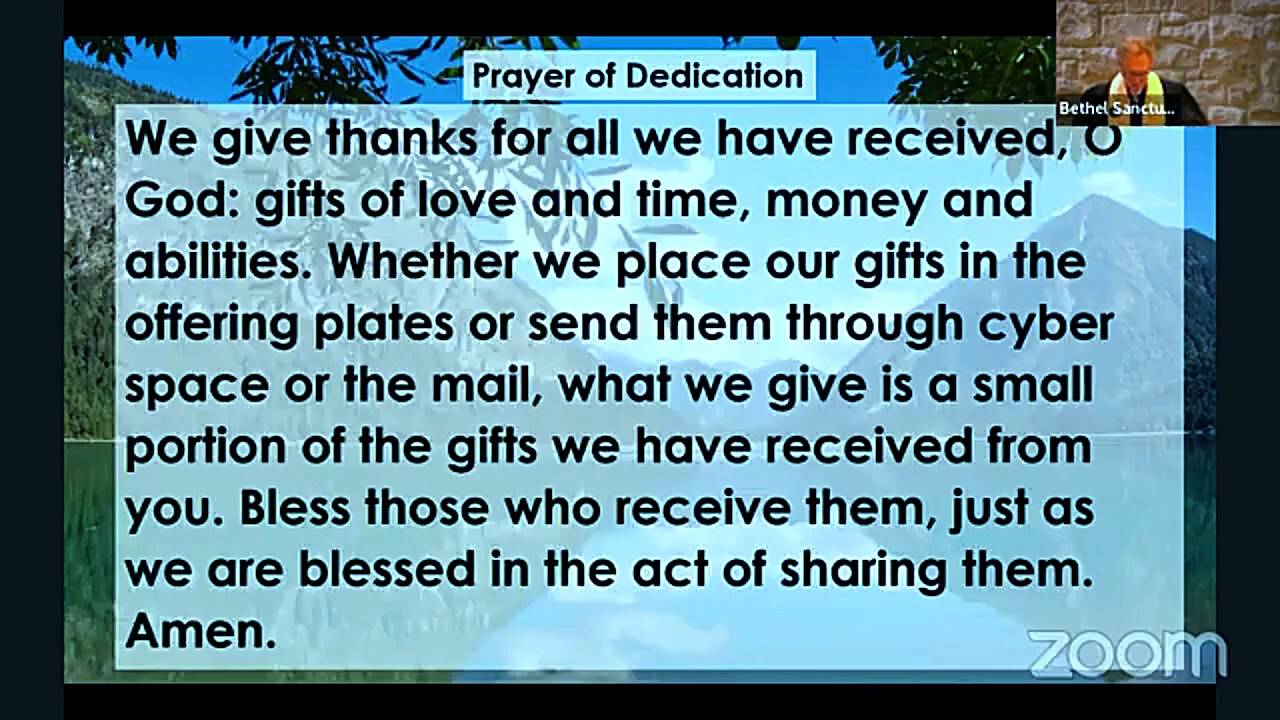 Prayer of Dedication
Bethel Sanctu...
We give thanks for all we have received, O
God: gifts of love and time, money and
abilities. Whether we place our gifts in the
offering plates or send them through cyber
space or the mail, what we give is a small
portion of the gifts we have received from
you. Bless those who receive them, just as
we are blessed in the act of sharing them.
Amen.
zoom